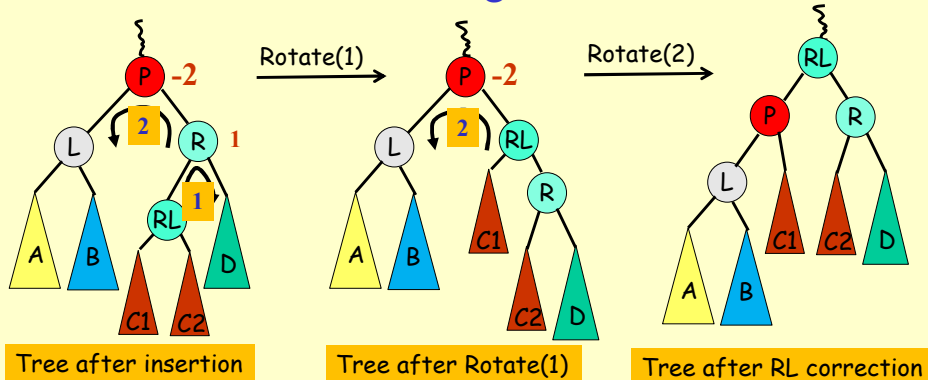 Rotate(1)
Rotate(2)
P -2
P -2
RL
2
2
P
R
L
R 1
L
RL
1
R
L
RL
C1
A
B
D
A
B
C1
C2
D
A
B
C1
C2
C2
D
Tree after insertion
Tree after Rotate(1)
Tree after RL correction